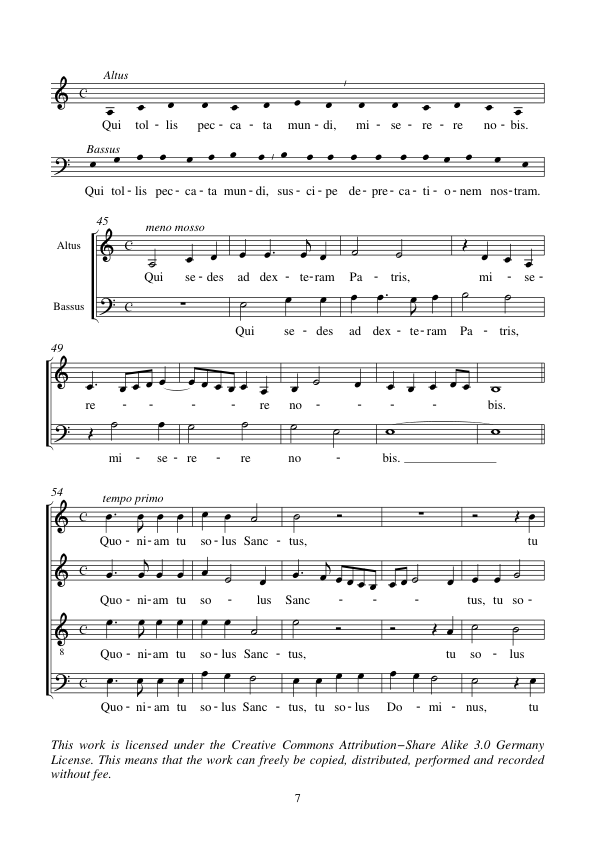 Altus
Qui tol - lis pec - ca - ta mun - di, mi - se - re - re no - bis.
Bassus
Qui tol - lis pec - ca - ta mun - di, sus - ci - pe de - pre - ca - ti - o - nem nos - tram.
45
meno mosso
Altus
Qui se - des ad dex - te - ram Pa - tris, mi - se -
Bassus
Qui se - des ad dex - te - ram Pa - tris,
49
re - - - - re no - - - bis.
mi - se - re - re no - bis.
54
tempo primo
Quo - ni - am tu so - lus Sanc - tus, tu
Quo - ni - am tu so - lus Sanc - - - - - tus, tu so -
8
Quo - ni - am tu so - lus Sanc - tus, tu so - lus
Quo - ni - am tu so - lus Sanc - tus, tu so - lus Do - mi - nus, tu
This work is licensed under the Creative Commons Attribution−Share Alike 3.0 Germany
License. This means that the work can freely be copied, distributed, performed and recorded
without fee.
7